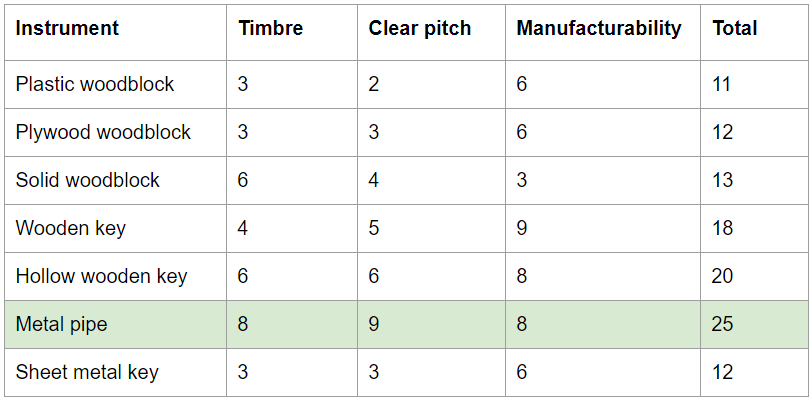 Instrument Timbre Clear pitch Manufacturability Total
Plastic woodblock 3 2 6 11
Plywood woodblock 3 3 6 12
Solid woodblock 6 4 3 13
Wooden key 4 5 9 18
Hollow wooden key 6 6 8 20
Metal pipe 8 9 8 25
Sheet metal key 3 3 6 12